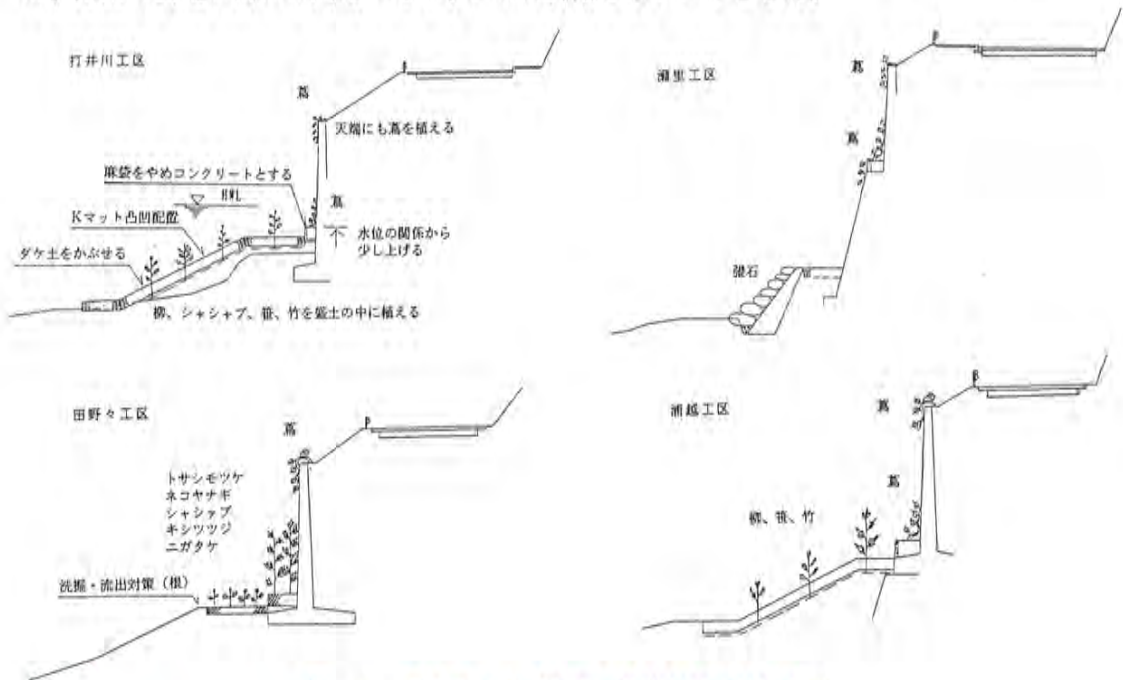 打井川工区
蔦
天端にも蔦を植える
麻袋をやめコンクリートとする
HWL
蔦
Kマット凸凹配置
水位の関係から
少し上げる
ダケ土をかぶせる
柳、シャシャブ、笹、竹を盛土の中に植える
瀬里工区
蔦
蔦
張石
田野々工区
蔦
トサシモツケ
ネコヤナギ
シャシャブ
キシツツジ
ニガタケ
洗掘・流出対策(根)
浦越工区
蔦
蔦
柳、笹、竹